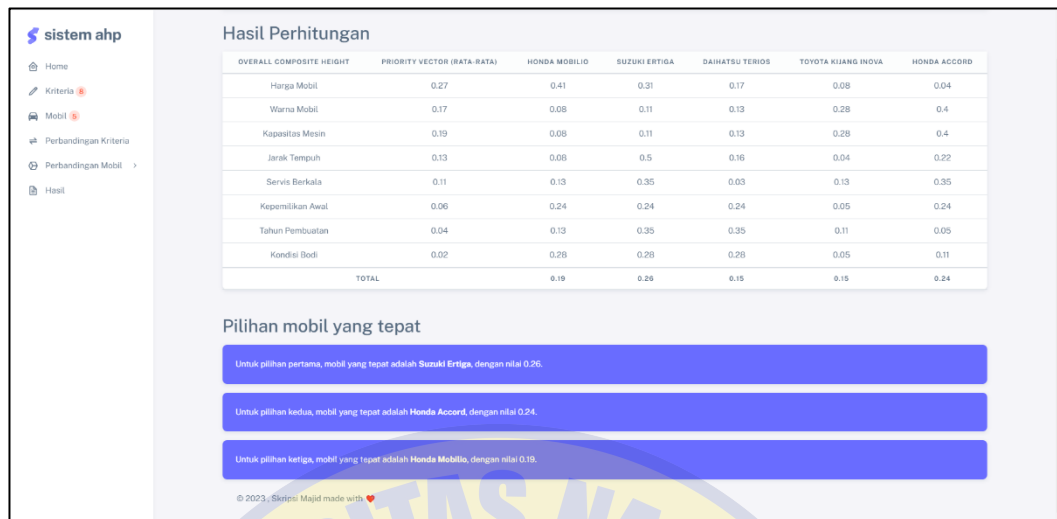 sistem ahp
Home
Kriteria 8
Mobil 5
Perbandingan Kriteria
Perbandingan Mobil
Hasil
Hasil Perhitungan
OVERALL COMPOSITE HEIGHT PRIORITY VECTOR (RATA-RATA) HONDA MOBILIO SUZUKI ERTIGA DAIHATSU TERIOS TOYOTA KIJANG INOVA HONDA ACCORD
Harga Mobil 0.27 0.41 0.31 0.17 0.08 0.04
Warna Mobil 0.17 0.08 0.11 0.13 0.28 0.4
Kapasitas Mesin 0.19 0.08 0.11 0.13 0.28 0.4
Jarak Tempuh 0.13 0.08 0.5 0.16 0.04 0.22
Servis Berkala 0.11 0.13 0.35 0.03 0.13 0.35
Kepemilikan Awal 0.06 0.24 0.24 0.24 0.05 0.24
Tahun Pembuatan 0.04 0.13 0.35 0.35 0.11 0.05
Kondisi Bodi 0.02 0.28 0.28 0.28 0.05 0.11
TOTAL 0.19 0.26 0.15 0.15 0.24
Pilihan mobil yang tepat
Untuk pilihan pertama, mobil yang tepat adalah Suzuki Ertiga, dengan nilai 0.26.
Untuk pilihan kedua, mobil yang tepat adalah Honda Accord, dengan nilai 0.24.
Untuk pilihan ketiga, mobil yang tepat adalah Honda Mobilio, dengan nilai 0.19.
© 2023 , Skripsi Majid made with ❤️